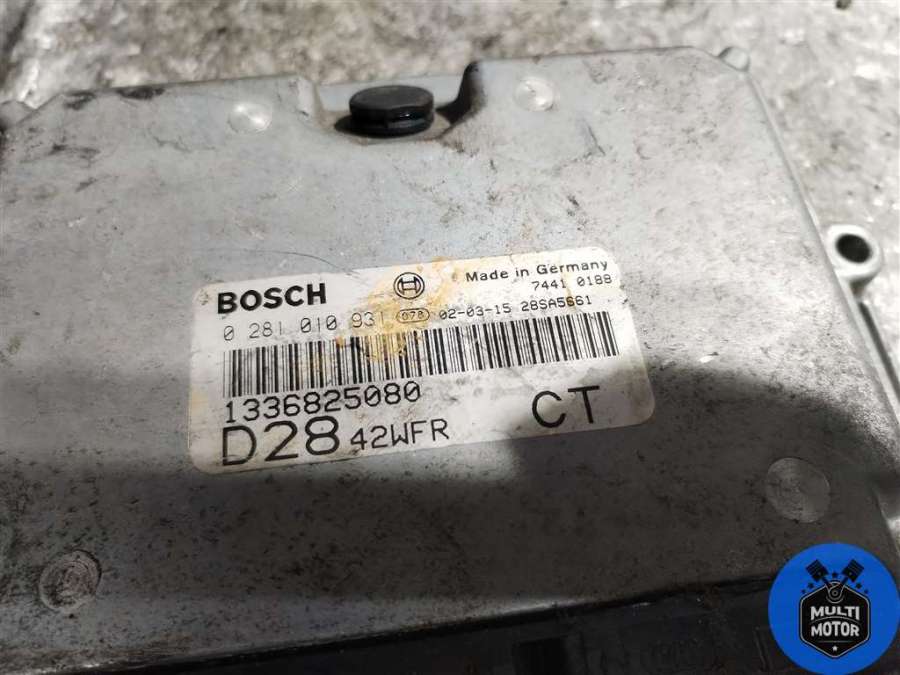 BOSCH
Made in Germany
7441 0188
0 281 010 931 070 02-03-15 28SA5661
1336825080
D28 42WFR CT
MULTI
MOTOR